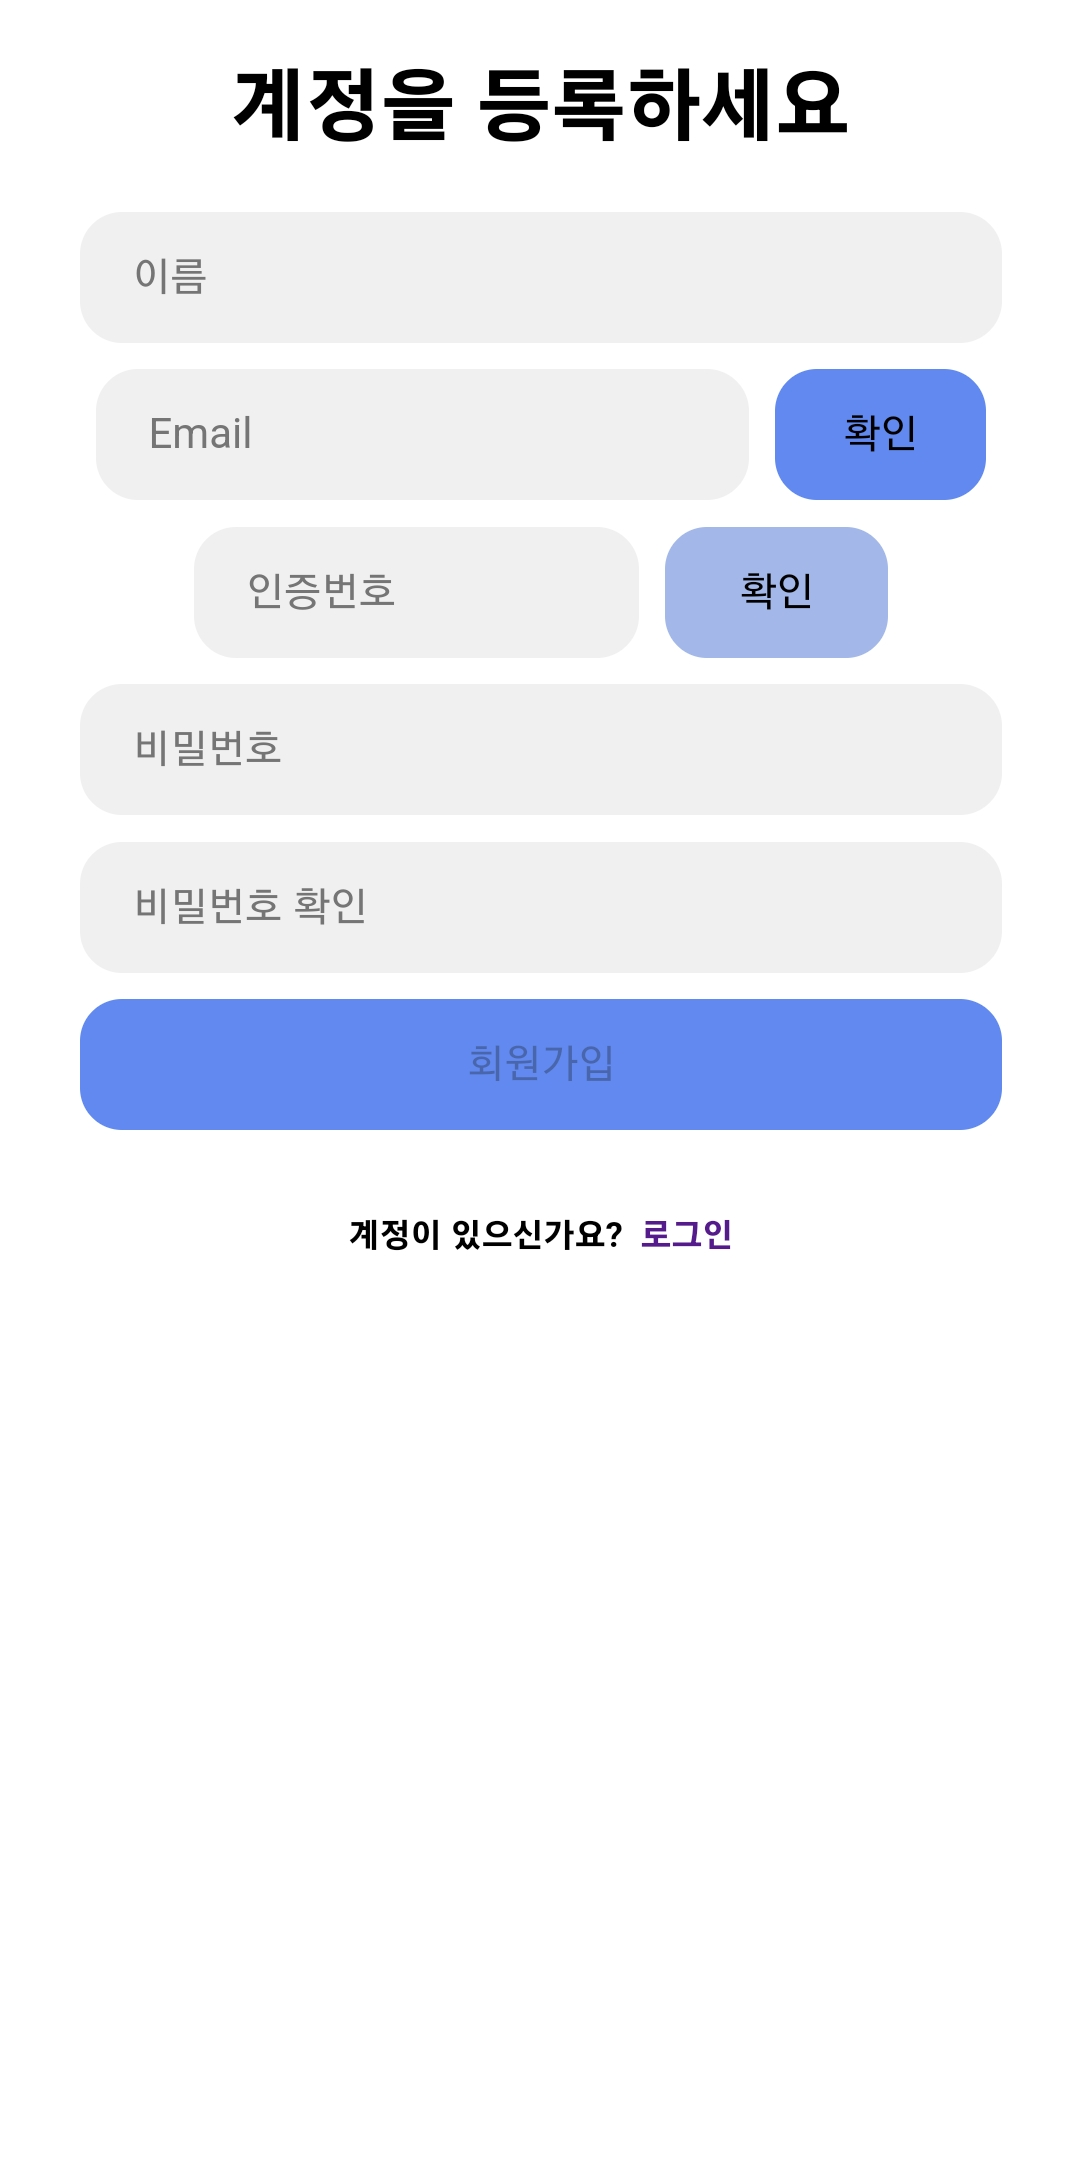 계정을 등록하세요
이름
Email 확인
인증번호 확인
비밀번호
비밀번호 확인
회원가입
계정이 있으신가요? 로그인